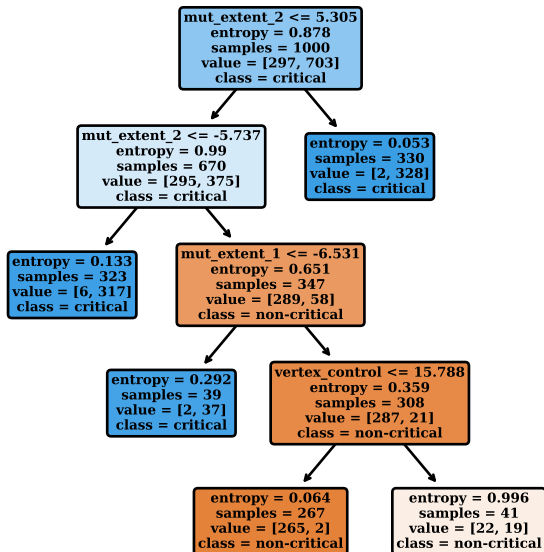 mut_extent_2 <= 5.305
entropy = 0.878
samples = 1000
value = [297, 703]
class = critical
mut_extent_2 <= -5.737
entropy = 0.99
samples = 670
value = [295, 375]
class = critical
entropy = 0.053
samples = 330
value = [2, 328]
class = critical
entropy = 0.133
samples = 323
value = [6, 317]
class = critical
mut_extent_1 <= -6.531
entropy = 0.651
samples = 347
value = [289, 58]
class = non-critical
entropy = 0.292
samples = 39
value = [2, 37]
class = critical
vertex_control <= 15.788
entropy = 0.359
samples = 308
value = [287, 21]
class = non-critical
entropy = 0.064
samples = 267
value = [265, 2]
class = non-critical
entropy = 0.996
samples = 41
value = [22, 19]
class = non-critical